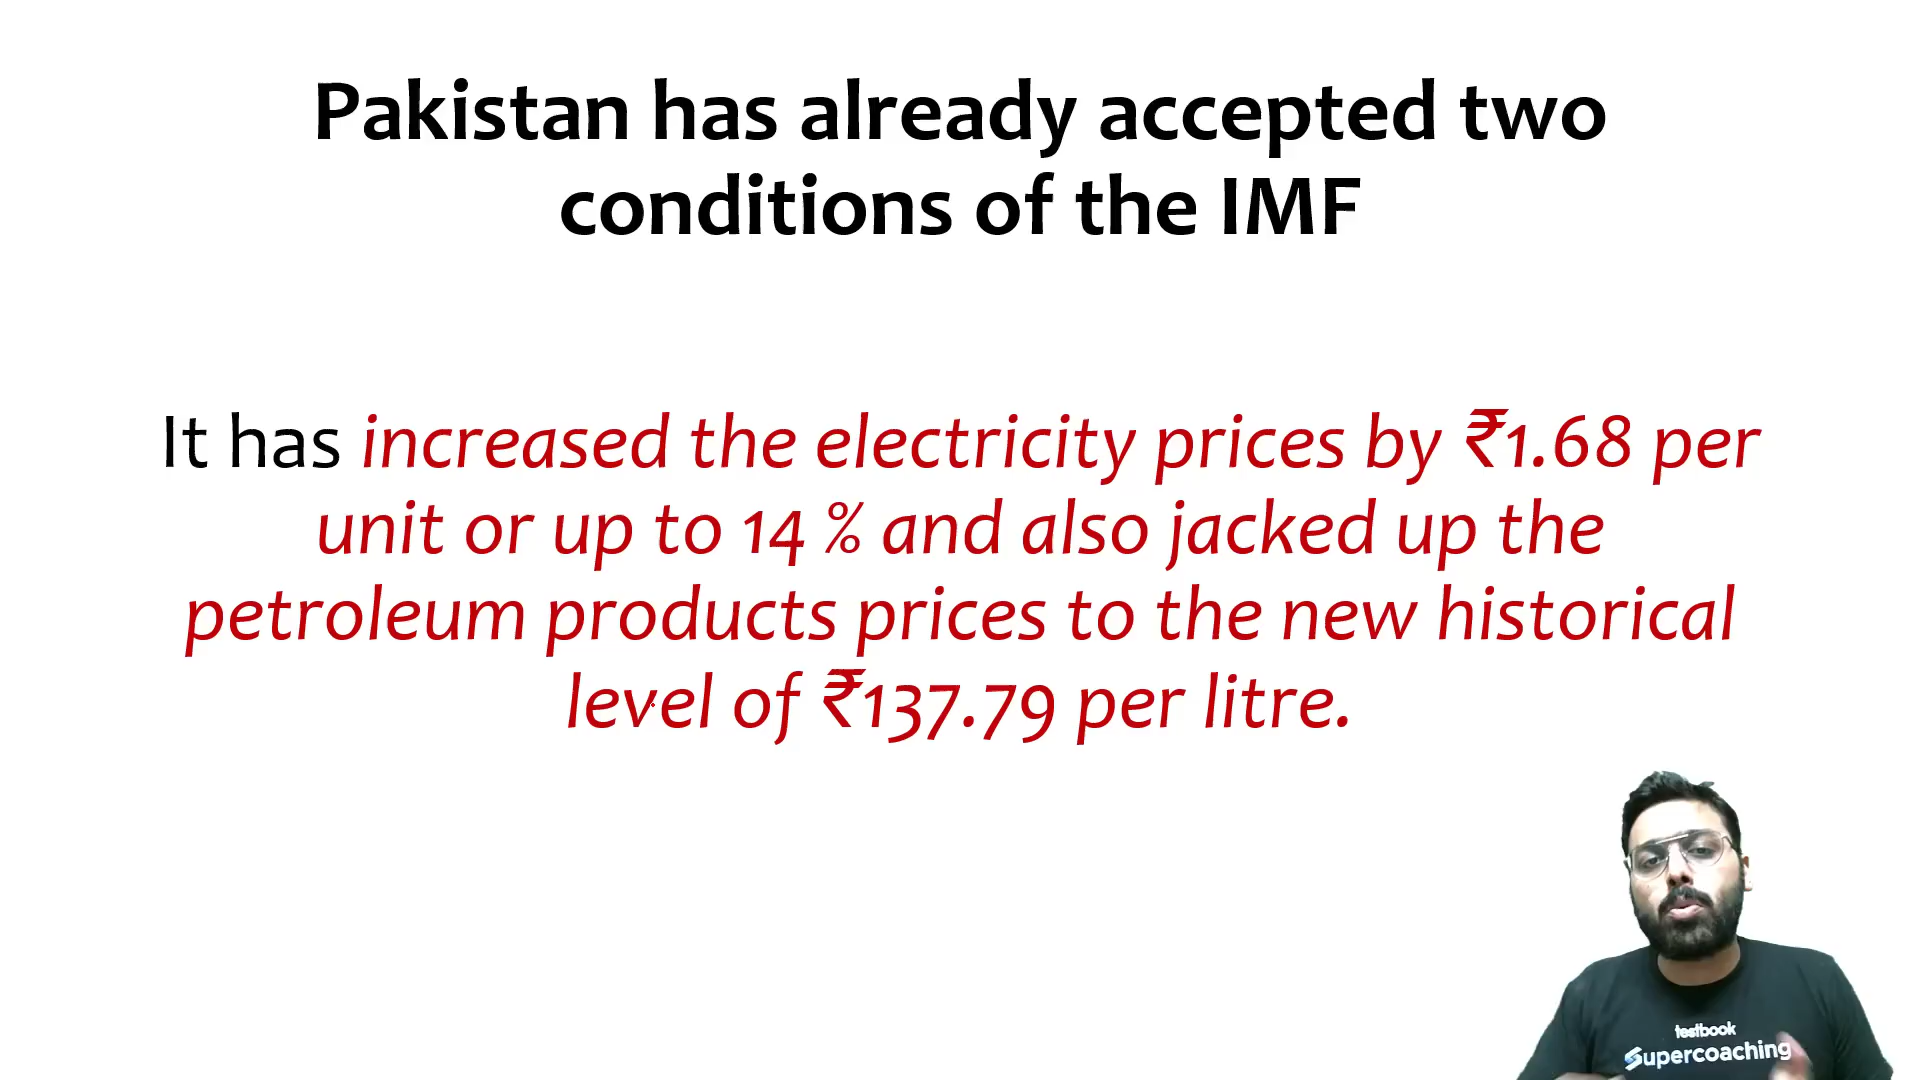 Pakistan has already accepted two
conditions of the IMF
It has increased the electricity prices by ₹1.68 per
unit or up to 14 % and also jacked up the
petroleum products prices to the new historical
level of ₹137.79 per litre.
testbook
Supercoaching